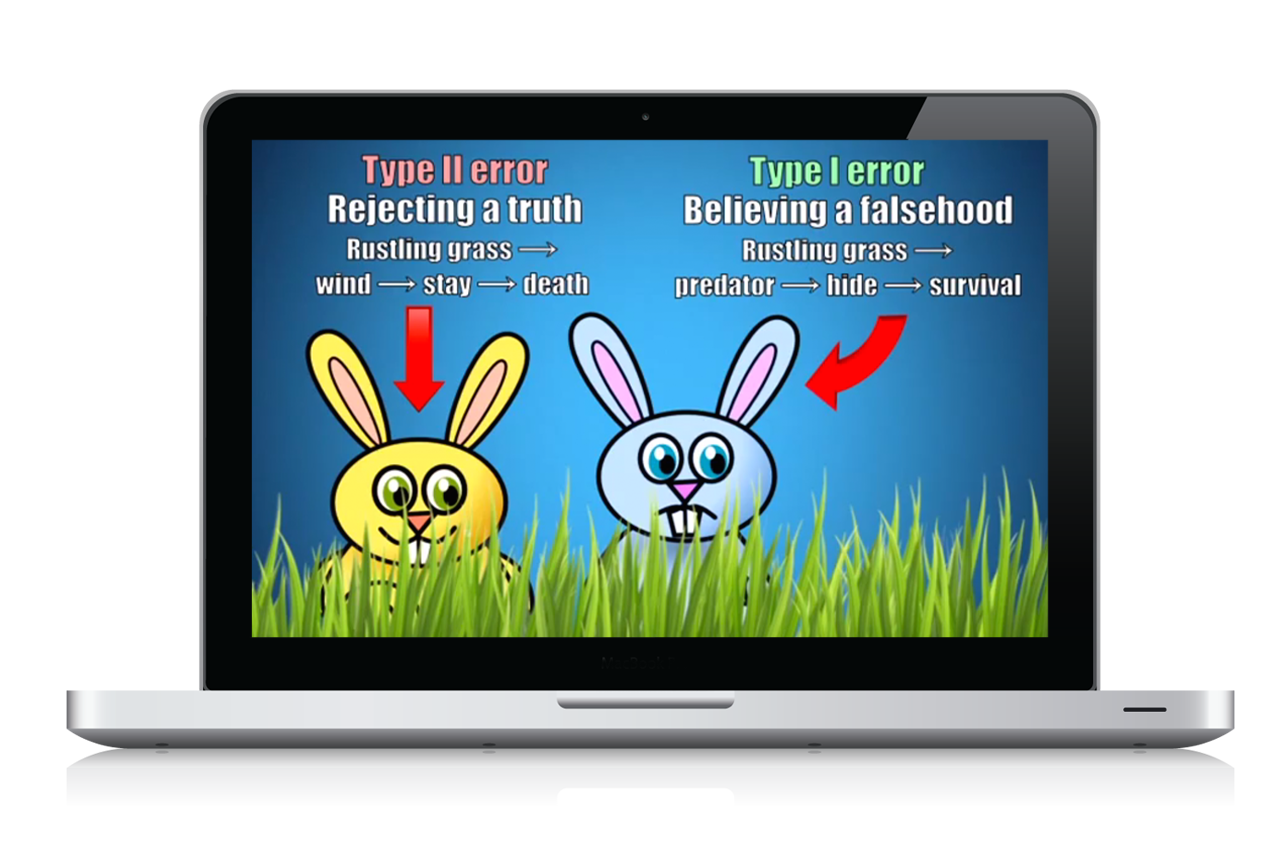 Type II error
Rejecting a truth
Rustling grass →
wind → stay → death
Type I error
Believing a falsehood
Rustling grass →
predator → hide → survival